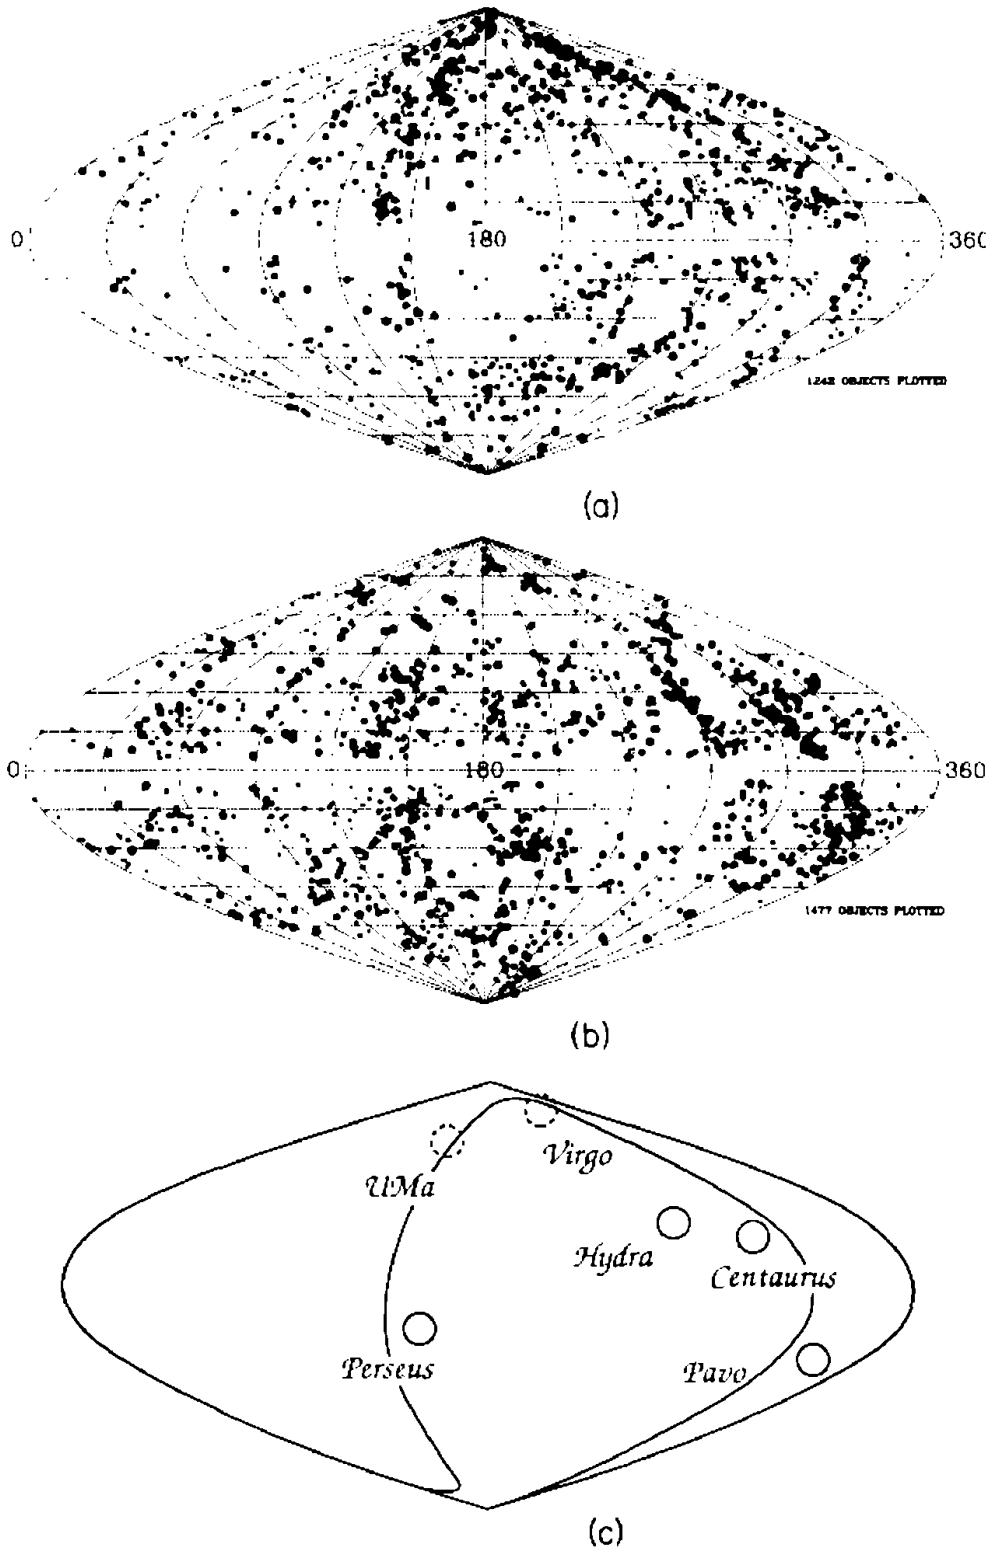 0 180 360
1242 OBJECTS PLOTTED
(a)
0 180 360
1477 OBJECTS PLOTTED
(b)
Virgo
UMa
Hydra
Centaurus
Perseus
Pavo
(c)